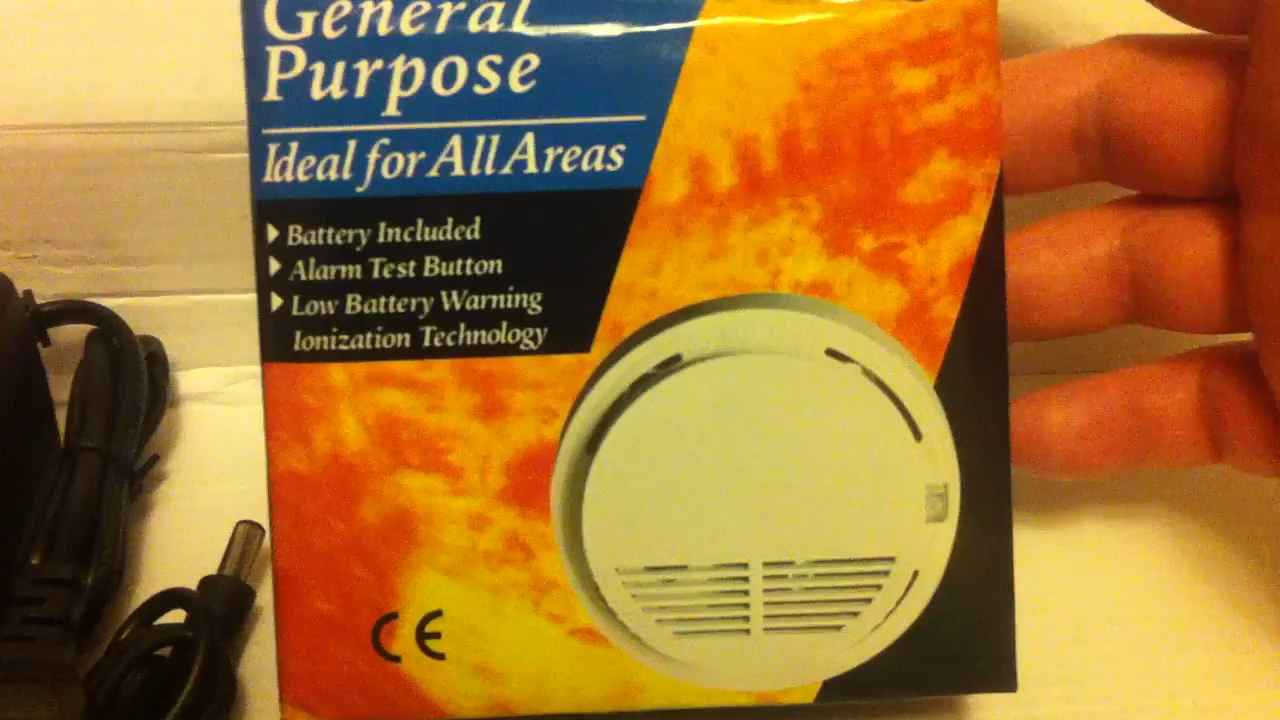 General
Purpose
Ideal for All Areas
Battery Included
Alarm Test Button
Low Battery Warning
Ionization Technology
CE